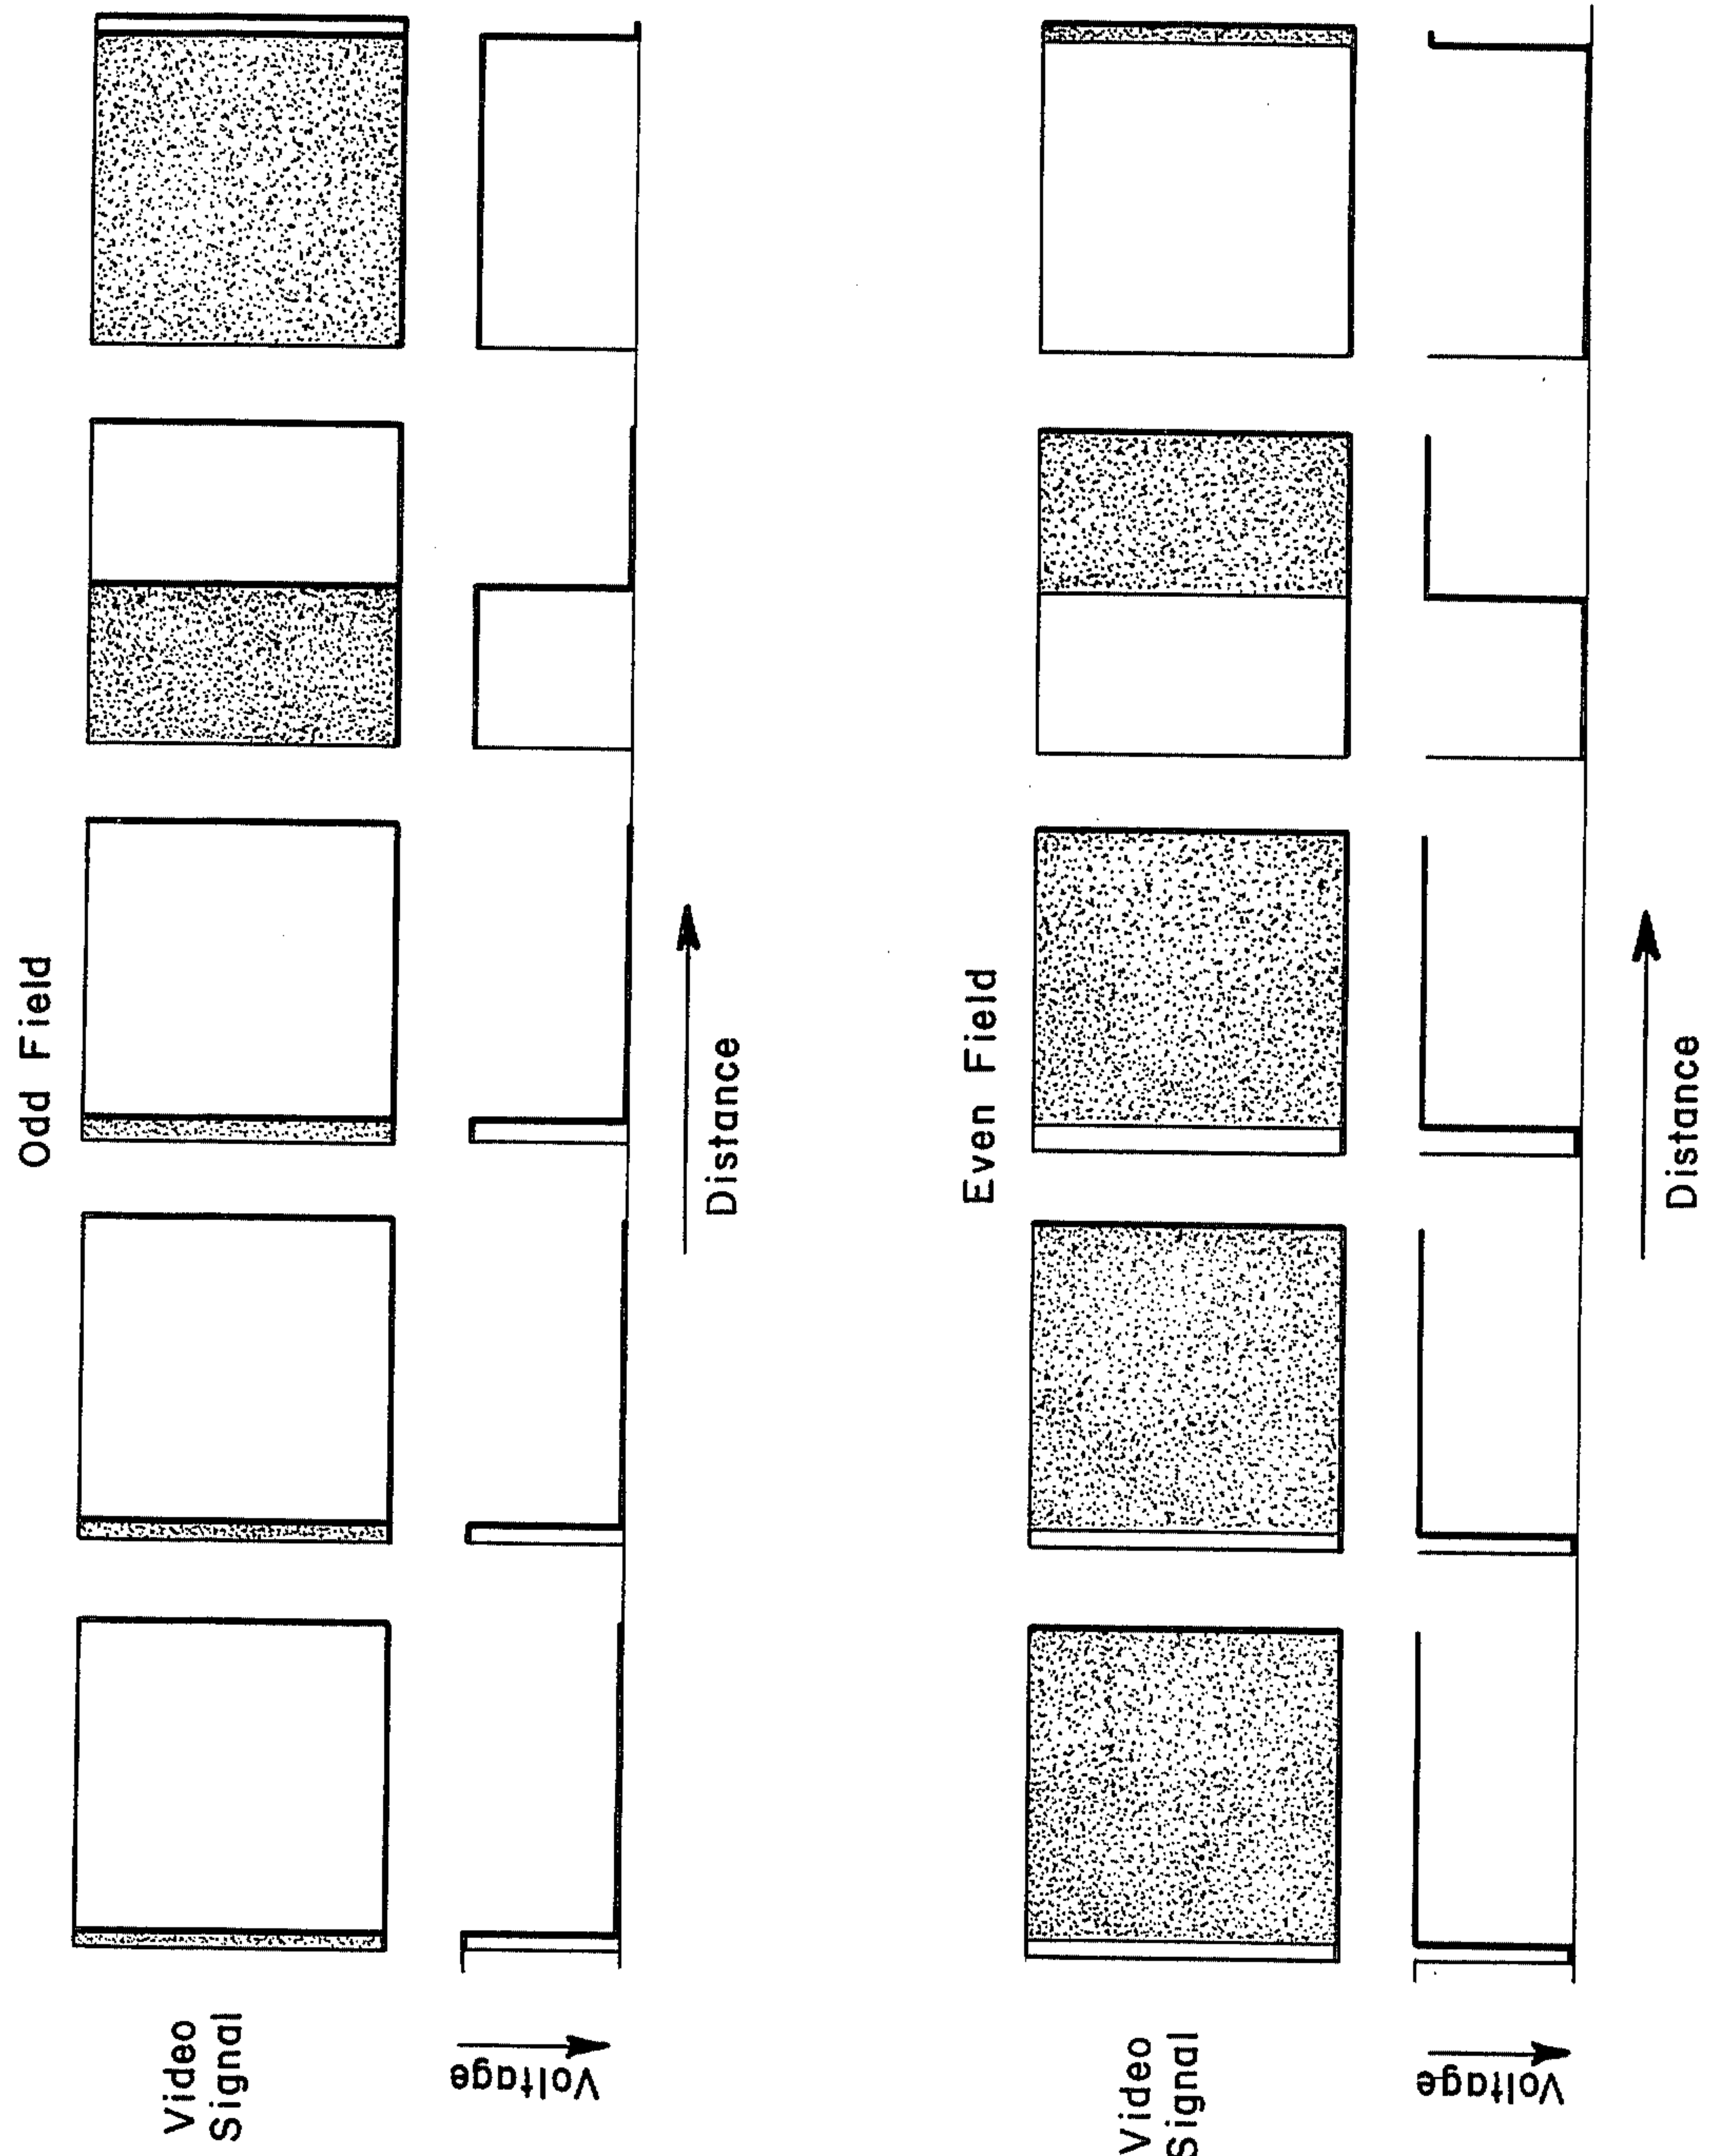 Odd Field
Video
Signal
Voltage
Distance
Even Field
Video
Signal
Voltage
Distance